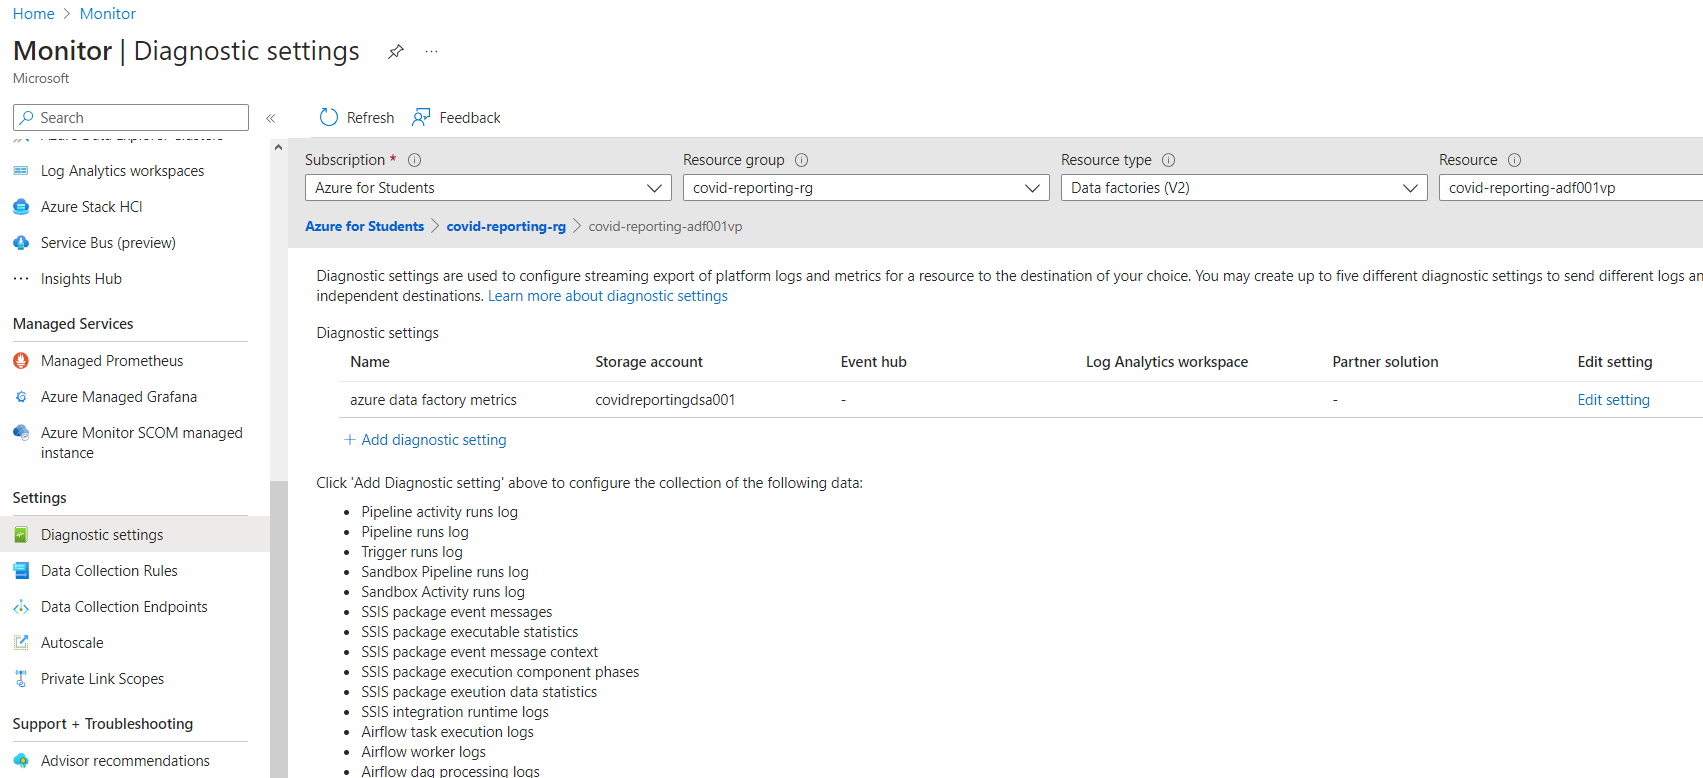 Home > Monitor
Monitor | Diagnostic settings ...
Microsoft
Search
«
Refresh
Feedback
Azure Data Explorer Clusters
Log Analytics workspaces
Azure Stack HCI
Service Bus (preview)
Insights Hub
Managed Services
Managed Prometheus
Azure Managed Grafana
Azure Monitor SCOM managed
instance
Settings
Diagnostic settings
Data Collection Rules
Data Collection Endpoints
Autoscale
Private Link Scopes
Support + Troubleshooting
Advisor recommendations
Subscription * Resource group Resource type Resource
Azure for Students covid-reporting-rg Data factories (V2) covid-reporting-adf001vp
Azure for Students > covid-reporting-rg > covid-reporting-adf001vp
Diagnostic settings are used to configure streaming export of platform logs and metrics for a resource to the destination of your choice. You may create up to five different diagnostic settings to send different logs an
independent destinations. Learn more about diagnostic settings
Diagnostic settings
Name Storage account Event hub Log Analytics workspace Partner solution Edit setting
azure data factory metrics covidreportingdsa001 - - Edit setting
+ Add diagnostic setting
Click 'Add Diagnostic setting' above to configure the collection of the following data:
• Pipeline activity runs log
• Pipeline runs log
• Trigger runs log
• Sandbox Pipeline runs log
• Sandbox Activity runs log
• SSIS package event messages
• SSIS package executable statistics
• SSIS package event message context
• SSIS package execution component phases
• SSIS package exeution data statistics
• SSIS integration runtime logs
• Airflow task execution logs
• Airflow worker logs
• Airflow dag processing logs